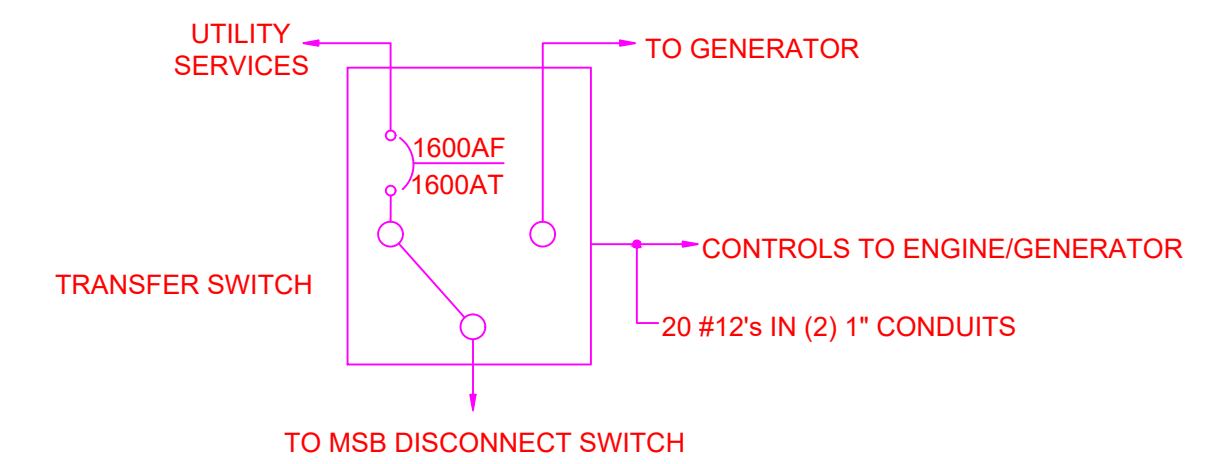 UTILITY
SERVICES
TO GENERATOR
1600AF
1600AT
CONTROLS TO ENGINE/GENERATOR
TRANSFER SWITCH
20 #12's IN (2) 1" CONDUITS
TO MSB DISCONNECT SWITCH